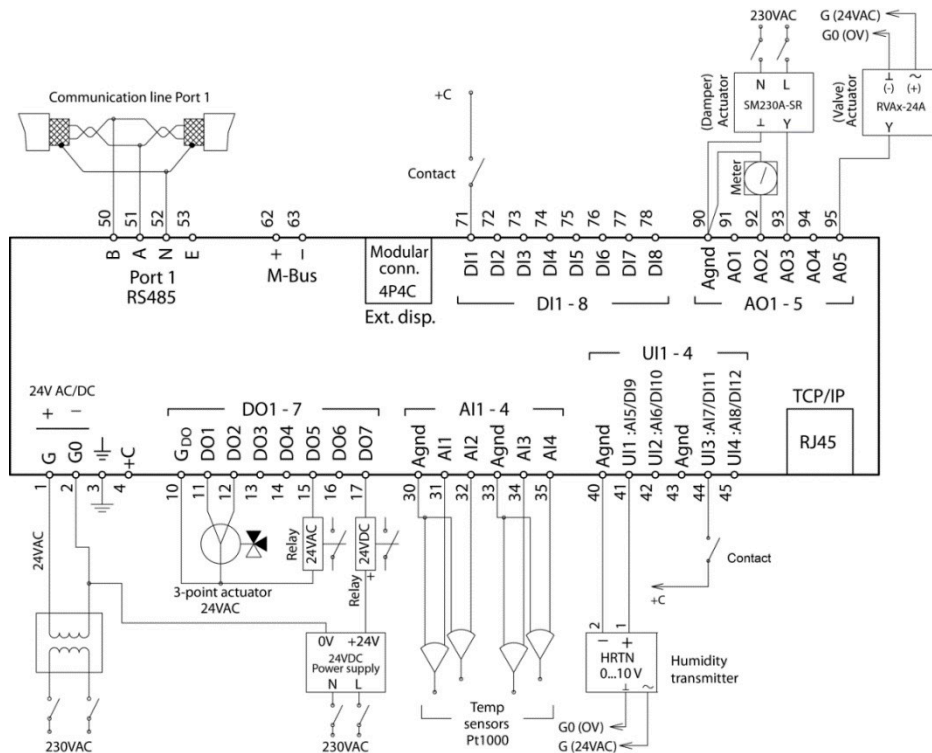 230VAC
G (24VAC)
G0 (OV)
Communication line Port 1
+C
Contact
(Damper) Actuator
N L
SM230A-SR
⊥ Y
(Valve) Actuator
⊥ ~
(-) (+)
RVAx-24A
Y
Meter
50 51 52 53 62 63 71 72 73 74 75 76 77 78 90 91 92 93 94 95
B A N E + − DI1 DI2 DI3 DI4 DI5 DI6 DI7 DI8 Agnd AO1 AO2 AO3 AO4 A05
Port 1
RS485
M-Bus
Modular
conn.
4P4C
Ext. disp.
DI1 - 8
AO1 - 5
UI1 - 4
24V AC/DC
+ −
DO1 - 7
AI1 - 4
TCP/IP
RJ45
G G0 +C
GDO DO1 DO2 DO3 DO4 DO5 DO6 DO7
Agnd AI1 AI2 Agnd AI3 AI4
Agnd UI1 :AI5/DI9 UI2 :AI6/DI10 Agnd UI3 :AI7/DI11 UI4 :AI8/DI12
1 2 3 4 10 11 12 13 14 15 16 17 30 31 32 33 34 35 40 41 42 43 44 45
24VAC
3-point actuator
24VAC
Relay
24VAC
Relay
24VDC
+
Contact
+C
0V +24V
24VDC
Power supply
N L
2 1
− +
HRTN
0...10 V
⊥ ~
Humidity
transmitter
Temp
sensors
Pt1000
G0 (OV)
G (24VAC)
230VAC
230VAC